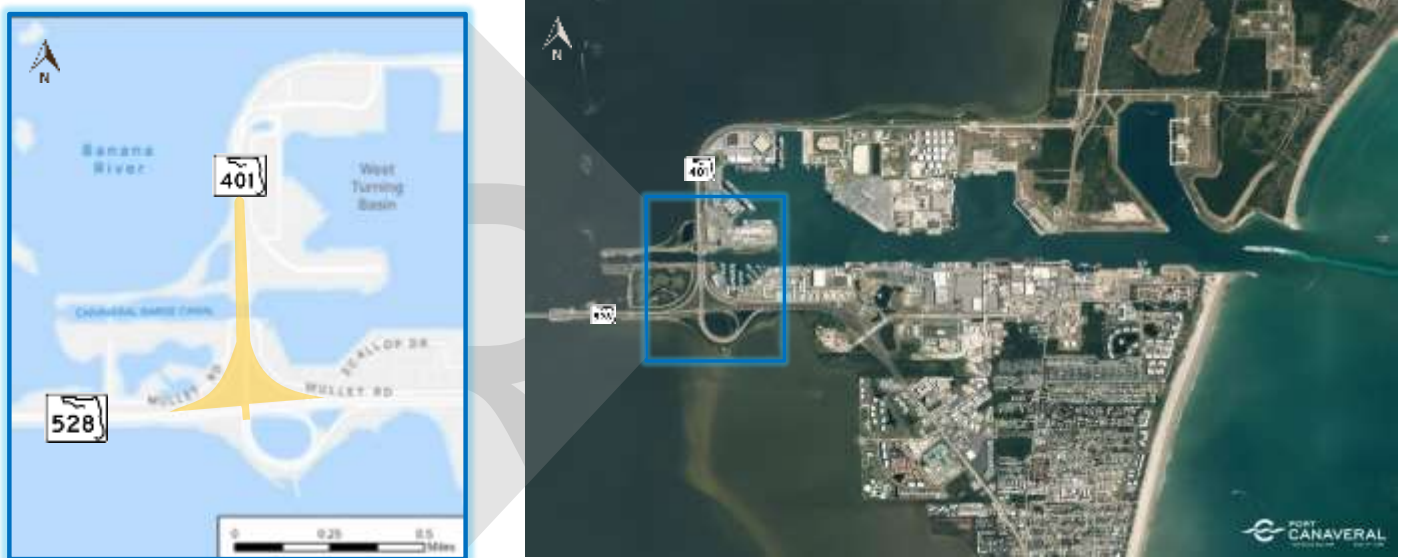 N
Banana
River
401
West
Turning
Basin
CANAVERAL BARGE CANAL
MULLET RD
SCALLOP DR
MULLET RD
528
0 0.25 0.5
Miles
N
401
528
PORT
CANAVERAL